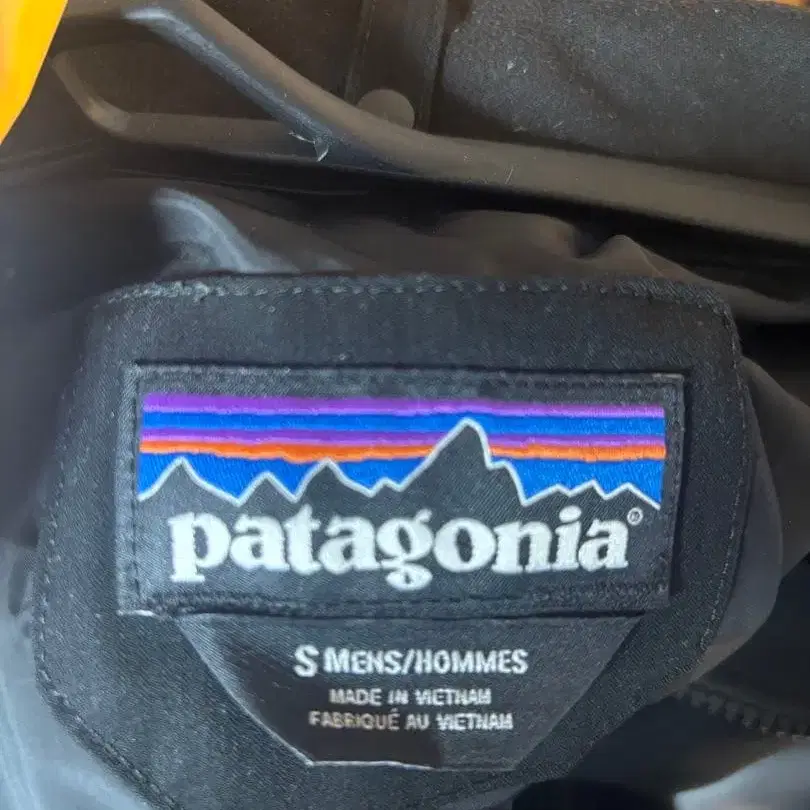 patagonia®
S MENS/HOMMES
MADE IN VIETNAM
FABRIQUÉ AU VIETNAM